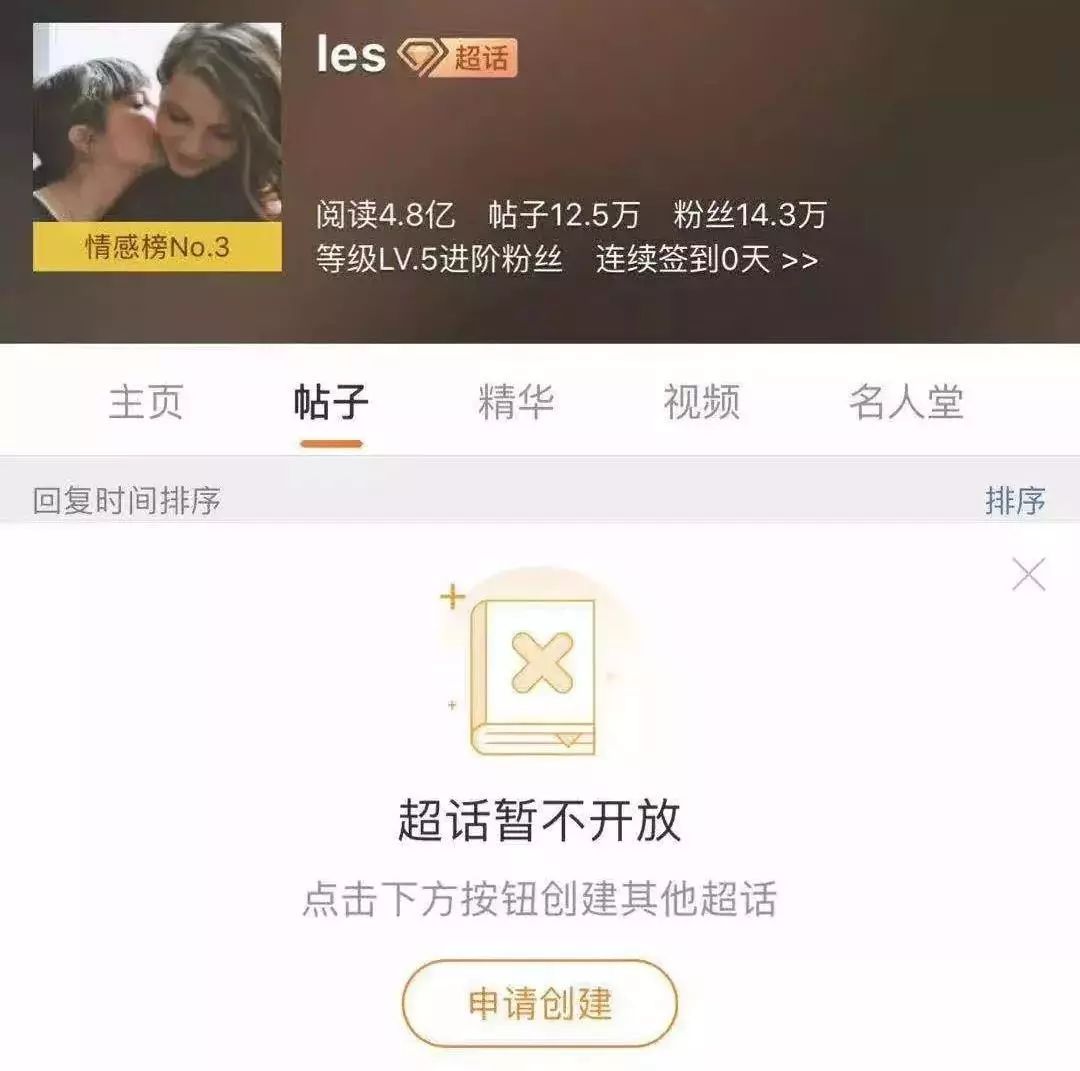 les 超话
阅读4.8亿 帖子12.5万 粉丝14.3万
情感榜No.3
等级LV.5进阶粉丝 连续签到0天 >>
主页 帖子 精华 视频 名人堂
回复时间排序 排序
超话暂不开放
点击下方按钮创建其他超话
申请创建